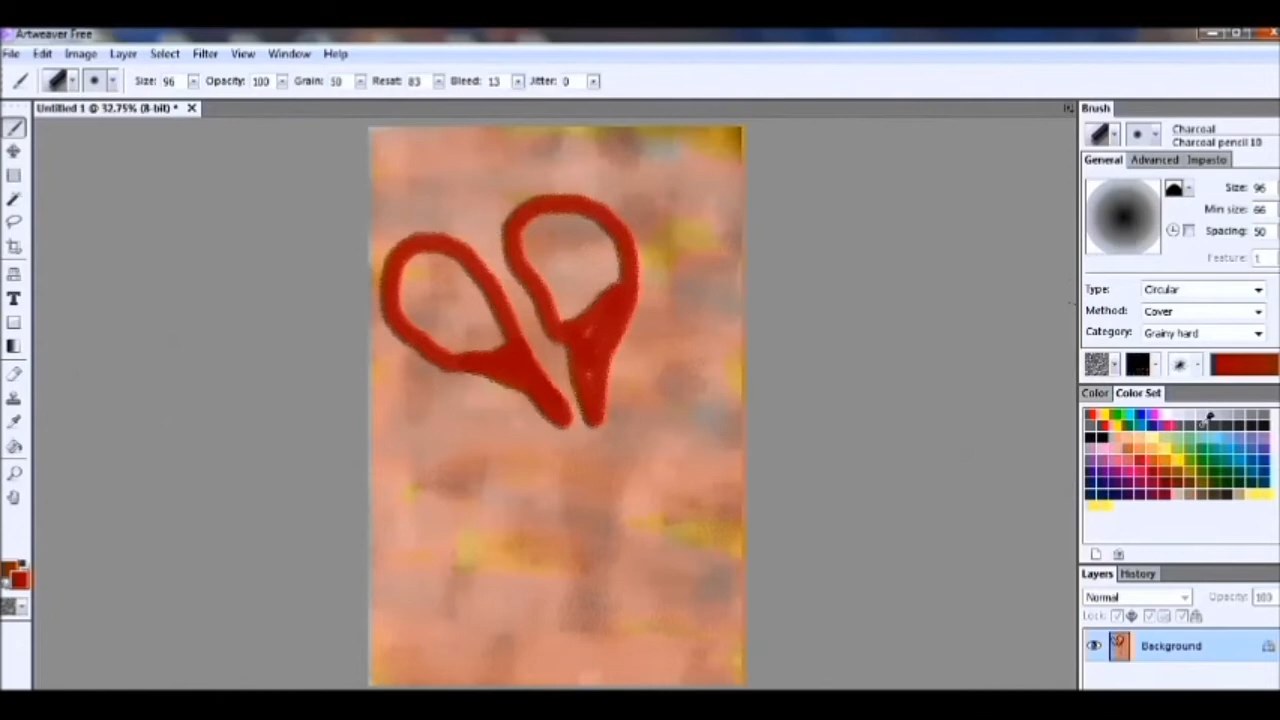 Artweaver Free
File Edit Image Layer Select Filter View Window Help
Size: 96 Opacity: 100 Grain: 50 Resat: 83 Bleed: 13 Jitter: 0
Untitled 1 @ 32.75% (8-bit) *
Brush
Charcoal
Charcoal pencil 10
General Advanced Impasto
Size: 96
Min size: 66
Spacing: 50
Feature: 1
Type: Circular
Method: Cover
Category: Grainy hard
Color Color Set
Layers History
Normal Opacity: 100
Lock:
Background